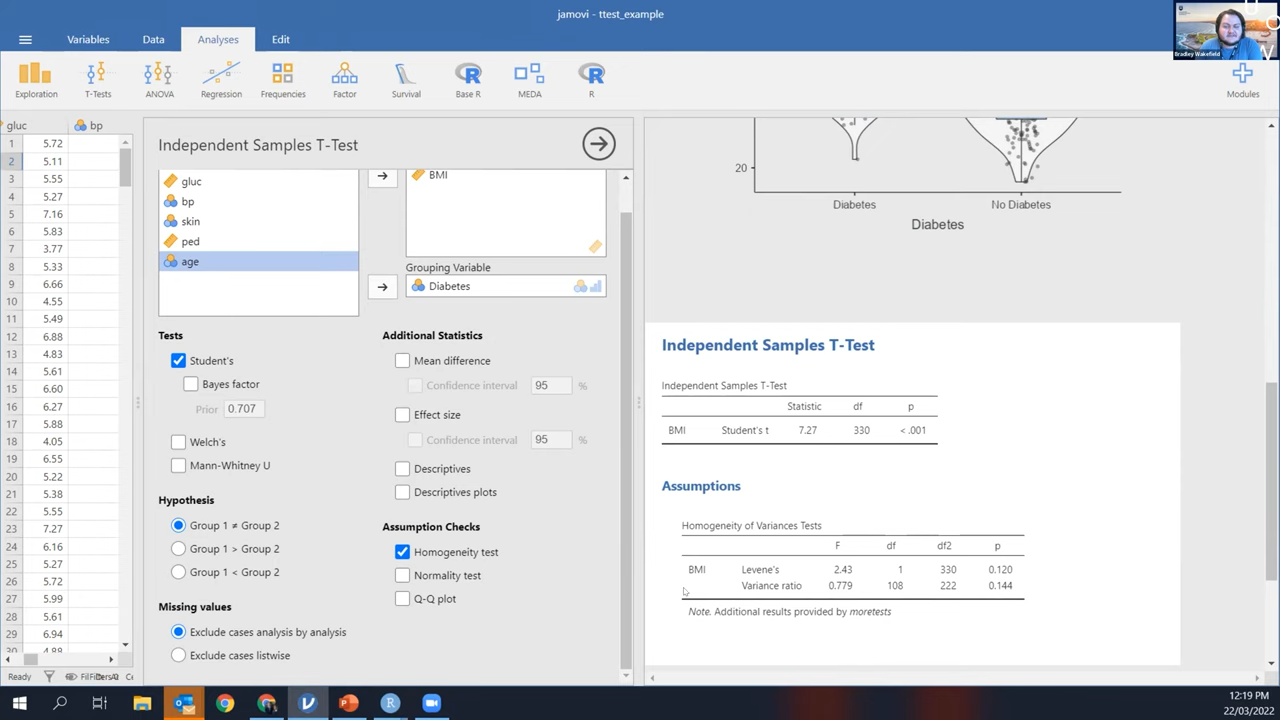 jamovi - ttest_example
Variables Data Analyses Edit
Bradley Wakefield
Exploration T-Tests ANOVA Regression Frequencies Factor Survival Base R MEDA R Modules
gluc bp
1 5.72
2 5.11
3 5.55
4 5.27
5 7.16
6 5.83
7 3.77
8 5.33
9 6.66
10 4.55
11 5.49
12 6.88
13 4.83
14 5.61
15 6.60
16 6.27
17 5.88
18 4.05
19 6.55
20 5.22
21 5.38
22 5.55
23 7.27
24 6.16
25 5.27
26 5.72
27 5.99
28 5.61
29 6.94
30 4.88
Ready
Independent Samples T-Test
gluc
bp
skin
ped
age
BMI
Grouping Variable
Diabetes
Tests
Student's
Bayes factor
Prior 0.707
Welch's
Mann-Whitney U
Hypothesis
Group 1 ≠ Group 2
Group 1 > Group 2
Group 1 < Group 2
Missing values
Exclude cases analysis by analysis
Exclude cases listwise
Additional Statistics
Mean difference
Confidence interval 95 %
Effect size
Confidence interval 95 %
Descriptives
Descriptives plots
Assumption Checks
Homogeneity test
Normality test
Q-Q plot
20
Diabetes No Diabetes
Diabetes
Independent Samples T-Test
Independent Samples T-Test
Statistic df p
BMI Student's t 7.27 330 < .001
Assumptions
Homogeneity of Variances Tests
F df df2 p
BMI Levene's 2.43 1 330 0.120
Variance ratio 0.779 108 222 0.144
Note. Additional results provided by moretests
12:19 PM
22/03/2022